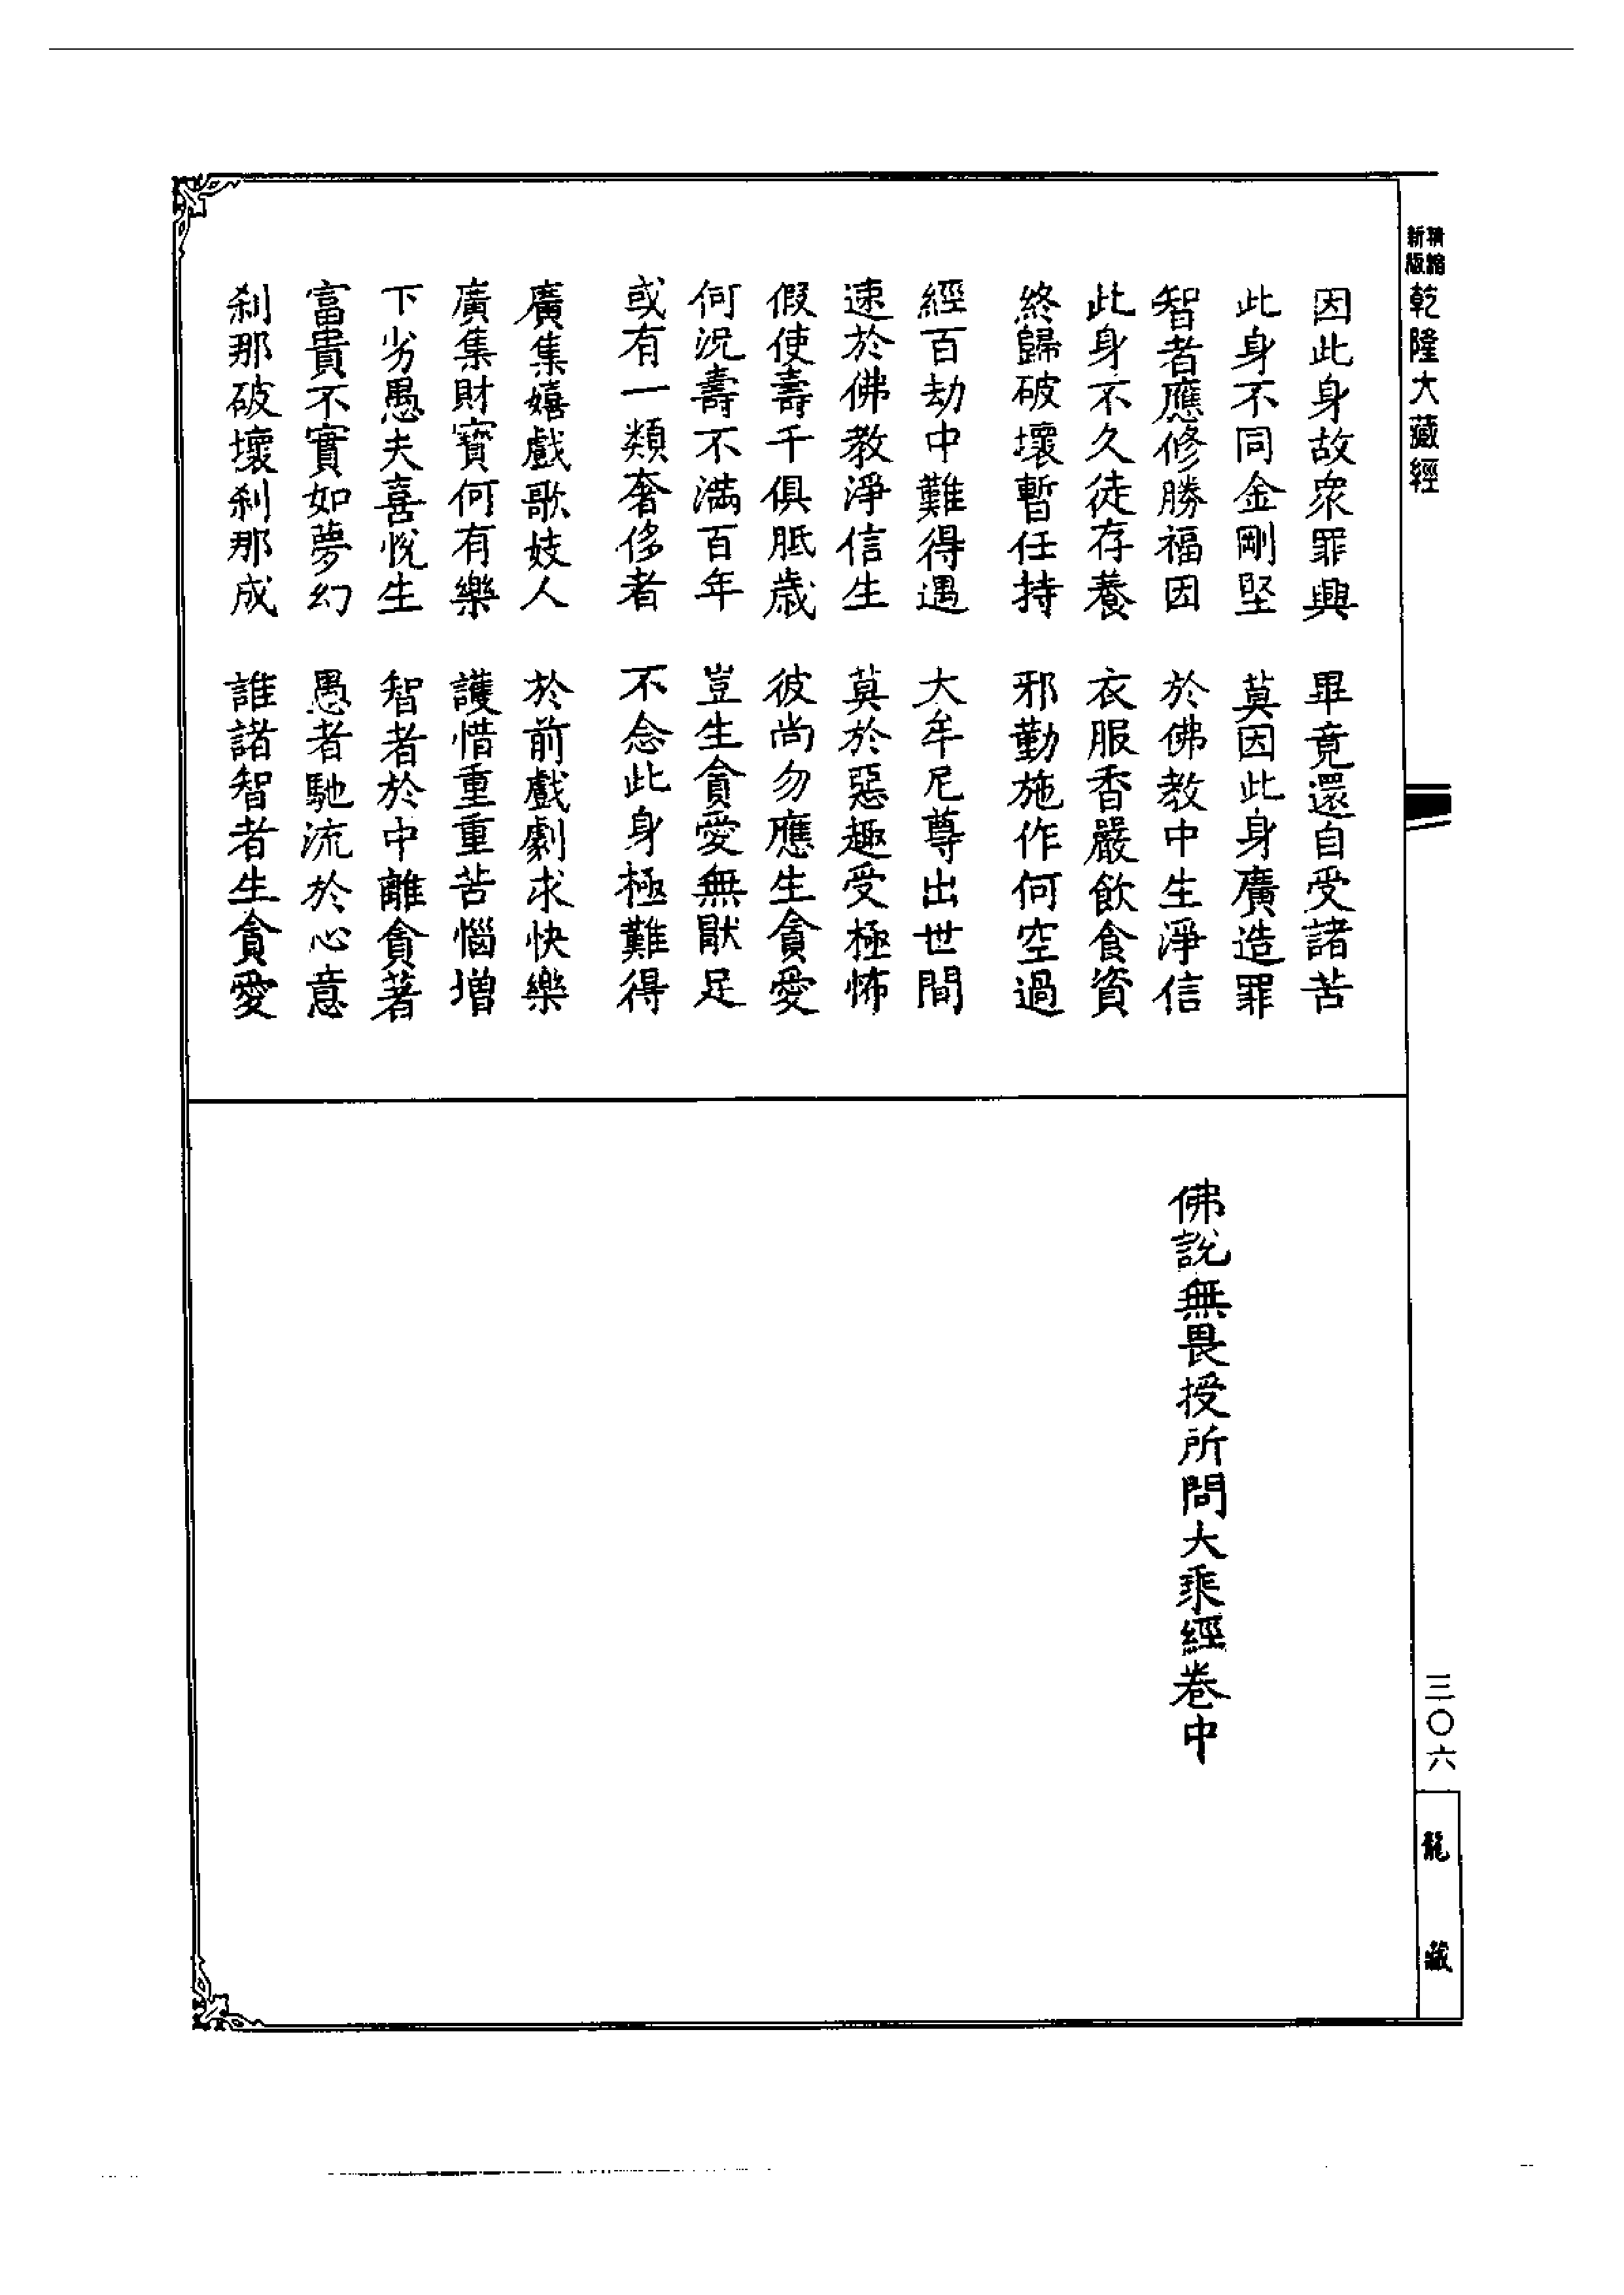 新版
精縮
乾隆大藏經
因此身故衆罪興　畢竟還自受諸苦
此身不同金剛堅　莫因此身廣造罪
智者應修勝福因　於佛教中生淨信
此身不久徒存養　衣服香嚴飲食資
終歸破壞暫任持　邪勤施作何空過
經百劫中難得遇　大牟尼尊出世間
速於佛教淨信生　莫於惡趣受極怖
假使壽千俱胝歲　彼尚勿應生貪愛
何況壽不滿百年　豈生貪愛無猒足
或有一類奢侈者　不念此身極難得
廣集嬉戲歌妓人　於前戲劇求快樂
廣集財寶何有樂　護惜重重苦惱增
下劣愚夫喜悅生　智者於中離貪著
富貴不實如夢幻　愚者馳流於心意
刹那破壞刹那成　誰諸智者生貪愛
佛說無畏授所問大乘經卷中
三〇六
龍藏